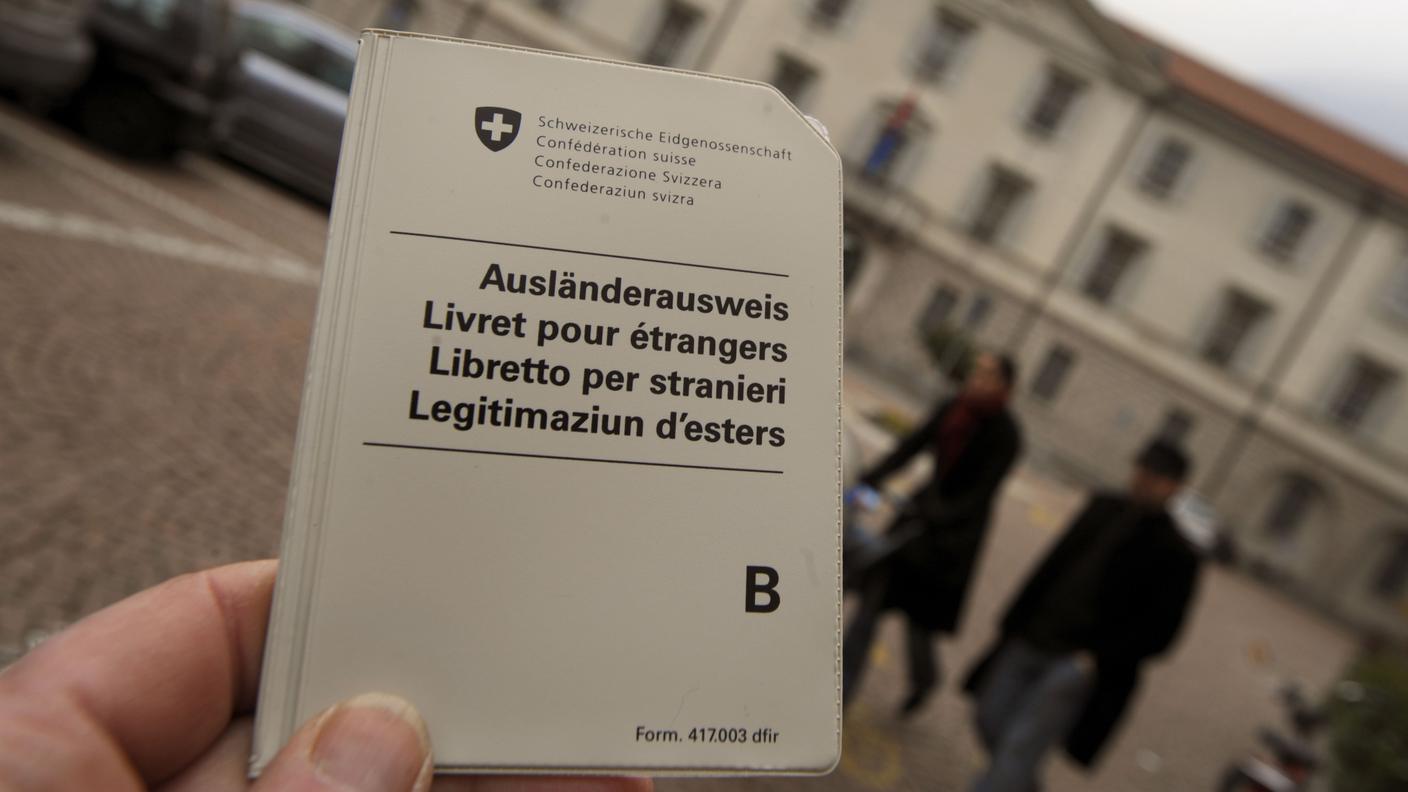 Schweizerische Eidgenossenschaft
Confédération suisse
Confederazione Svizzera
Confederaziun svizra
Ausländerausweis
Livret pour étrangers
Libretto per stranieri
Legitimaziun d’esters
B
Form. 417.003 dfir